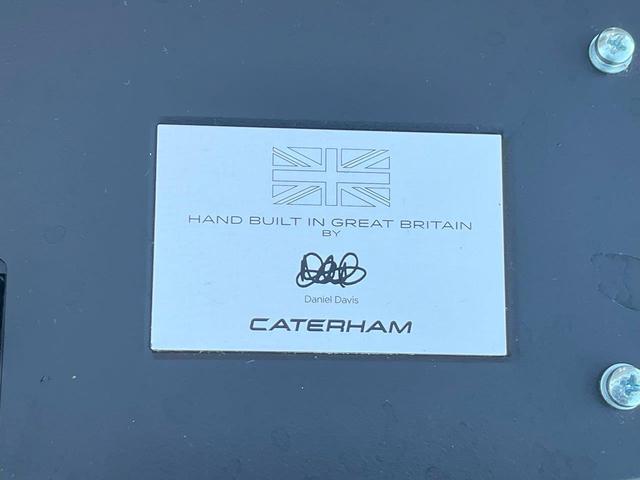 HAND BUILT IN GREAT BRITAIN
BY
Daniel Davis
CATERHAM